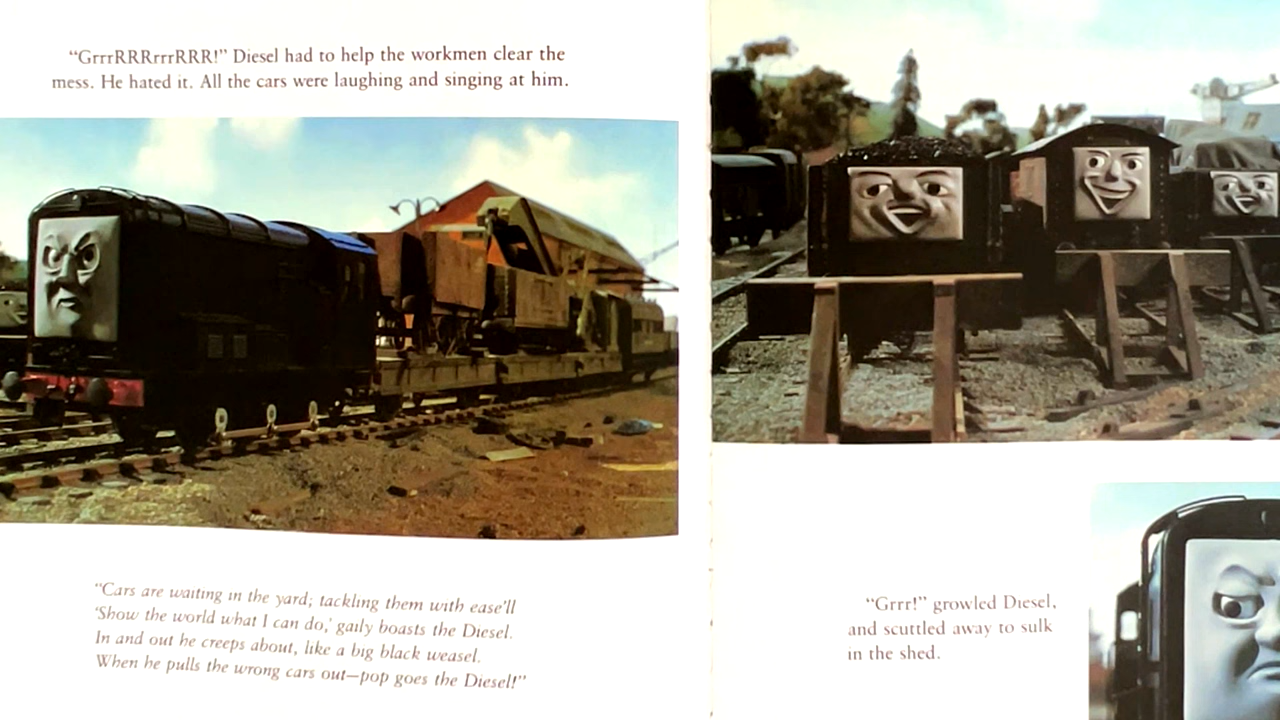 “GrrrRRRrrrRRR!” Diesel had to help the workmen clear the
mess. He hated it. All the cars were laughing and singing at him.
“Cars are waiting in the yard; tackling them with ease’ll
‘Show the world what I can do,’ gaily boasts the Diesel.
In and out he creeps about, like a big black weasel.
When he pulls the wrong cars out—pop goes the Diesel!”
“Grrr!” growled Diesel,
and scuttled away to sulk
in the shed.